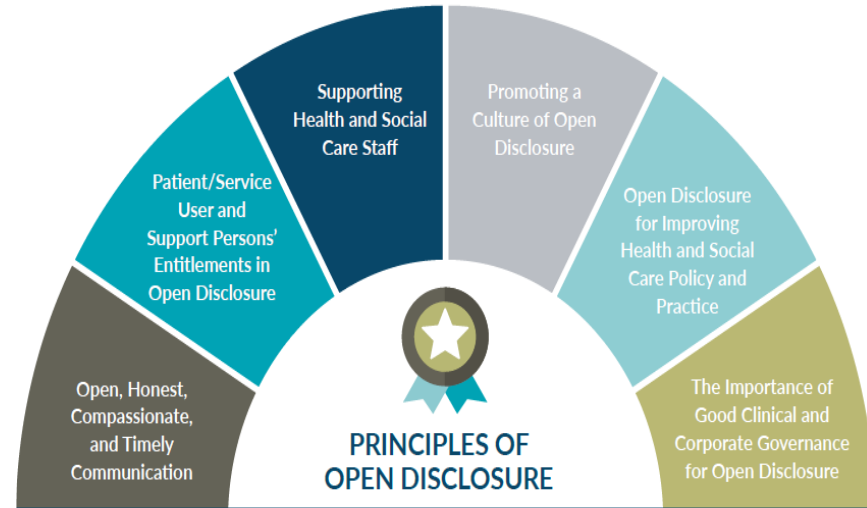 Open, Honest,
Compassionate,
and Timely
Communication
Patient/Service
User and
Support Persons’
Entitlements in
Open Disclosure
Supporting
Health and Social
Care Staff
Promoting a
Culture of Open
Disclosure
Open Disclosure
for Improving
Health and Social
Care Policy and
Practice
The Importance of
Good Clinical and
Corporate Governance
for Open Disclosure
PRINCIPLES OF
OPEN DISCLOSURE